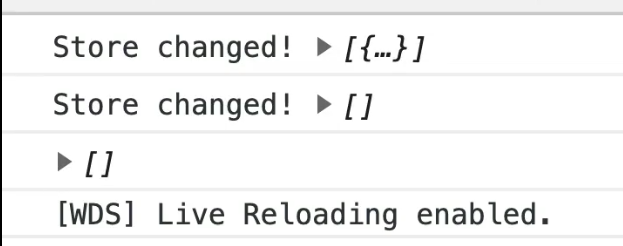 Store changed! ▶ [{…}]
Store changed! ▶ []
▶ []
[WDS] Live Reloading enabled.